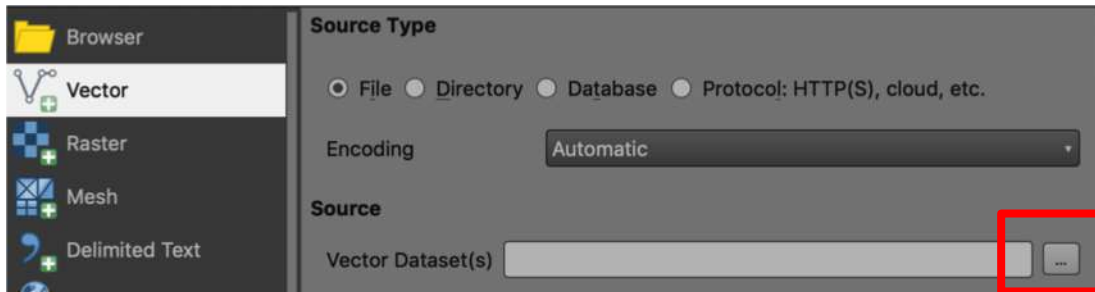 Browser
Vector
Raster
Mesh
Delimited Text
Source Type
File Directory Database Protocol: HTTP(S), cloud, etc.
Encoding Automatic
Source
Vector Dataset(s) ...